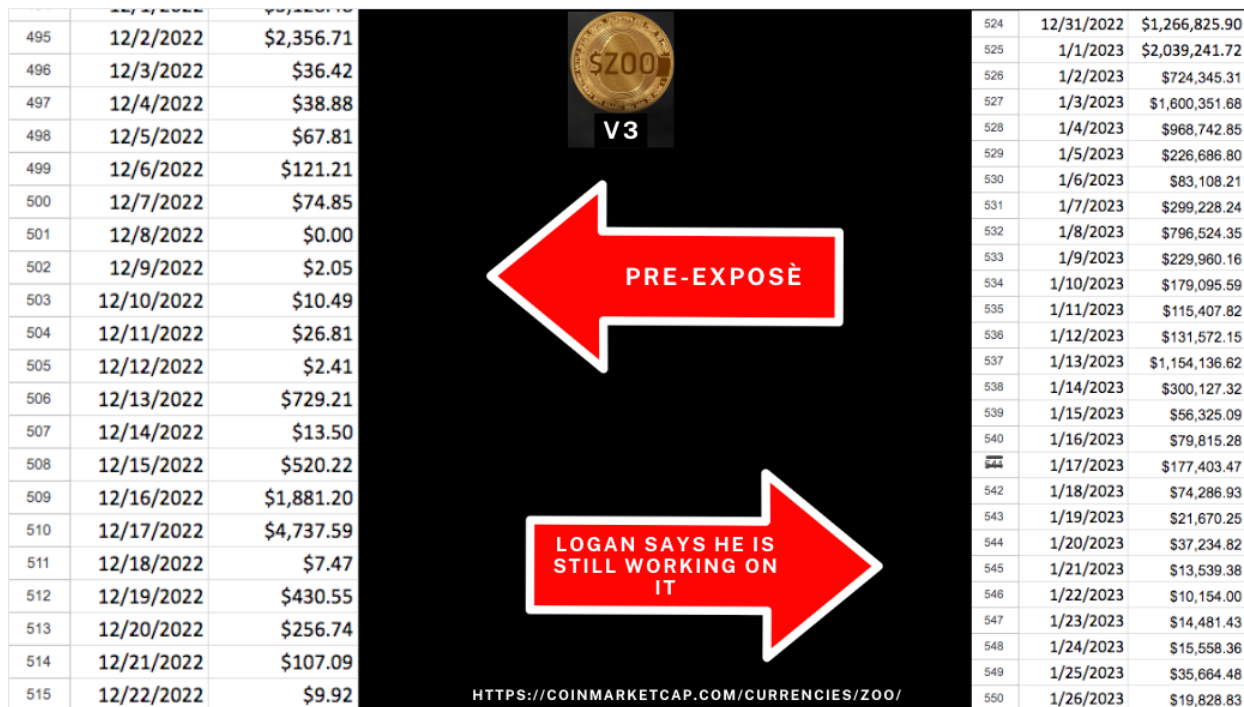 495 12/2/2022 $2,356.71
496 12/3/2022 $36.42
497 12/4/2022 $38.88
498 12/5/2022 $67.81
499 12/6/2022 $121.21
500 12/7/2022 $74.85
501 12/8/2022 $0.00
502 12/9/2022 $2.05
503 12/10/2022 $10.49
504 12/11/2022 $26.81
505 12/12/2022 $2.41
506 12/13/2022 $729.21
507 12/14/2022 $13.50
508 12/15/2022 $520.22
509 12/16/2022 $1,881.20
510 12/17/2022 $4,737.59
511 12/18/2022 $7.47
512 12/19/2022 $430.55
513 12/20/2022 $256.74
514 12/21/2022 $107.09
515 12/22/2022 $9.92
$ZOO
V3
PRE-EXPOSÈ
LOGAN SAYS HE IS
STILL WORKING ON
IT
HTTPS://COINMARKETCAP.COM/CURRENCIES/ZOO/
524 12/31/2022 $1,266,825.90
525 1/1/2023 $2,039,241.72
526 1/2/2023 $724,345.31
527 1/3/2023 $1,600,351.68
528 1/4/2023 $968,742.85
529 1/5/2023 $226,686.80
530 1/6/2023 $83,108.21
531 1/7/2023 $299,228.24
532 1/8/2023 $796,524.35
533 1/9/2023 $229,960.16
534 1/10/2023 $179,095.59
535 1/11/2023 $115,407.82
536 1/12/2023 $131,572.15
537 1/13/2023 $1,154,136.62
538 1/14/2023 $300,127.32
539 1/15/2023 $56,325.09
540 1/16/2023 $79,815.28
1/17/2023 $177,403.47
542 1/18/2023 $74,286.93
543 1/19/2023 $21,670.25
544 1/20/2023 $37,234.82
545 1/21/2023 $13,539.38
546 1/22/2023 $10,154.00
547 1/23/2023 $14,481.43
548 1/24/2023 $15,558.36
549 1/25/2023 $35,664.48
550 1/26/2023 $19,828.83